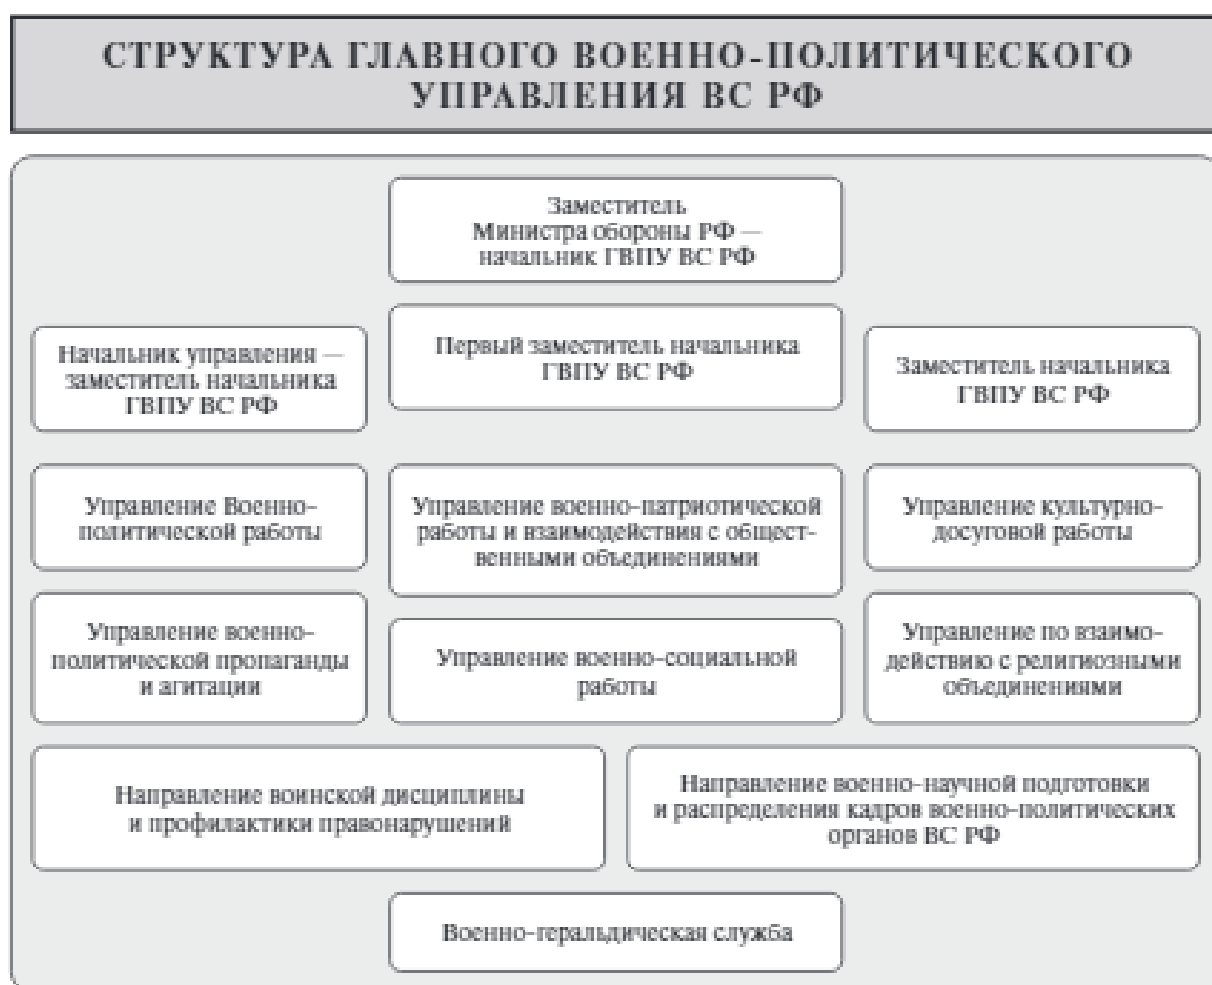 СТРУКТУРА ГЛАВНОГО ВОЕННО-ПОЛИТИЧЕСКОГО
УПРАВЛЕНИЯ ВС РФ
Заместитель
Министра обороны РФ —
начальник ГВПУ ВС РФ
Начальник управления —
заместитель начальника
ГВПУ ВС РФ
Первый заместитель начальника
ГВПУ ВС РФ
Заместитель начальника
ГВПУ ВС РФ
Управление Военно-
политической работы
Управление военно-патриотической
работы и взаимодействия с общест-
венными объединениями
Управление культурно-
досуговой работы
Управление военно-
политической пропаганды
и агитации
Управление военно-социальной
работы
Управление по взаимо-
действию с религиозными
объединениями
Направление воинской дисциплины
и профилактики правонарушений
Направление военно-научной подготовки
и распределения кадров военно-политических
органов ВС РФ
Военно-геральдическая служба